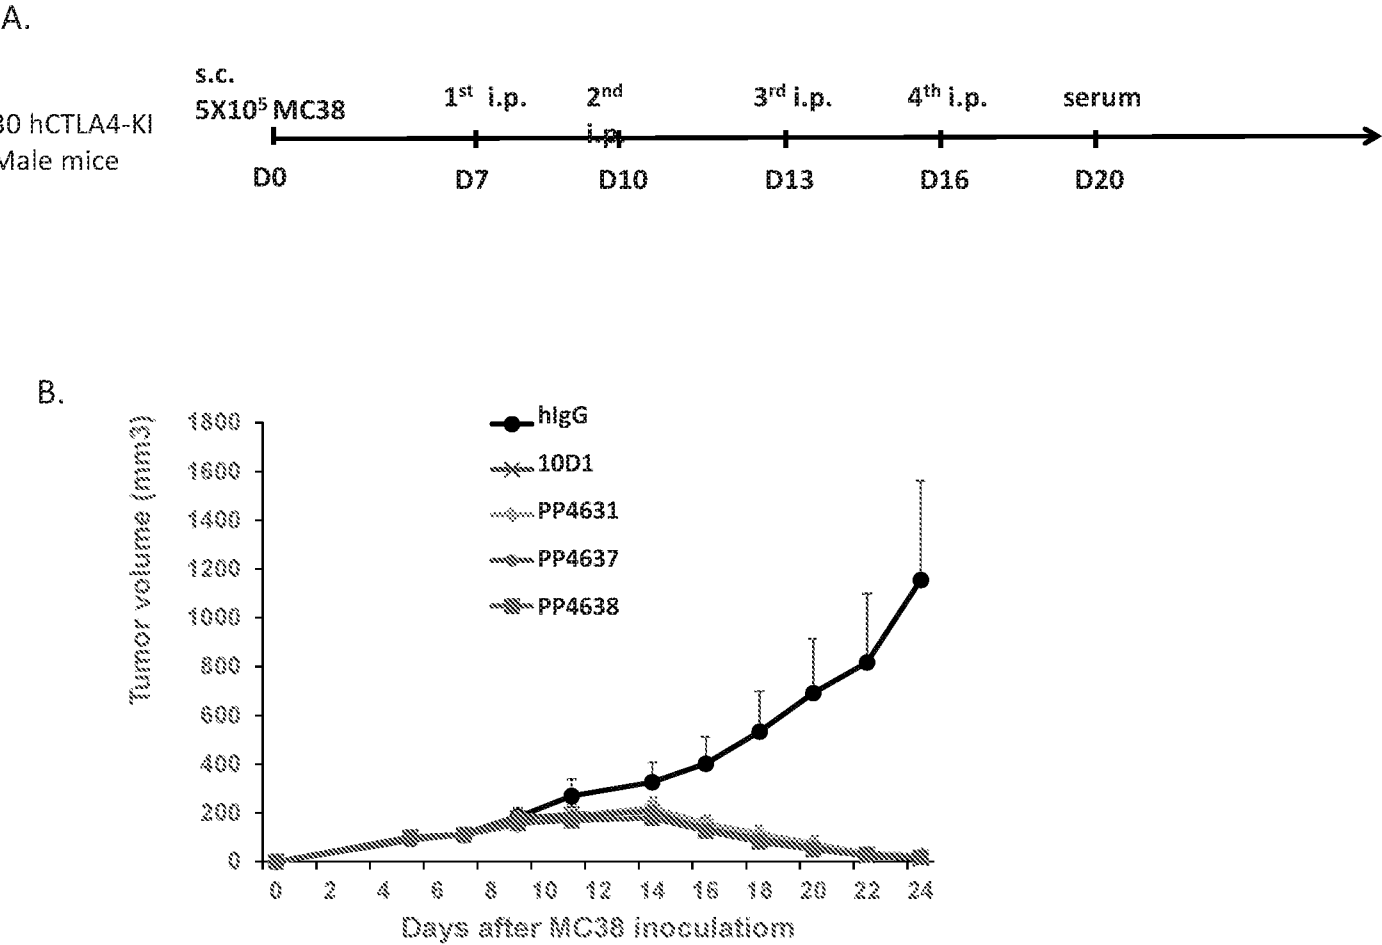 A.
s.c.
5X10⁵ MC38
1ˢᵗ i.p.
2ⁿᵈ
i.p.
3ʳᵈ i.p.
4ᵗʰ i.p.
serum
30 hCTLA4-KI
Male mice
D0
D7
D10
D13
D16
D20
B.
Tumor volume (mm3)
1800
1600
1400
1200
1000
800
600
400
200
0
hIgG
10D1
PP4631
PP4637
PP4638
0 2 4 6 8 10 12 14 16 18 20 22 24
Days after MC38 inoculatiom